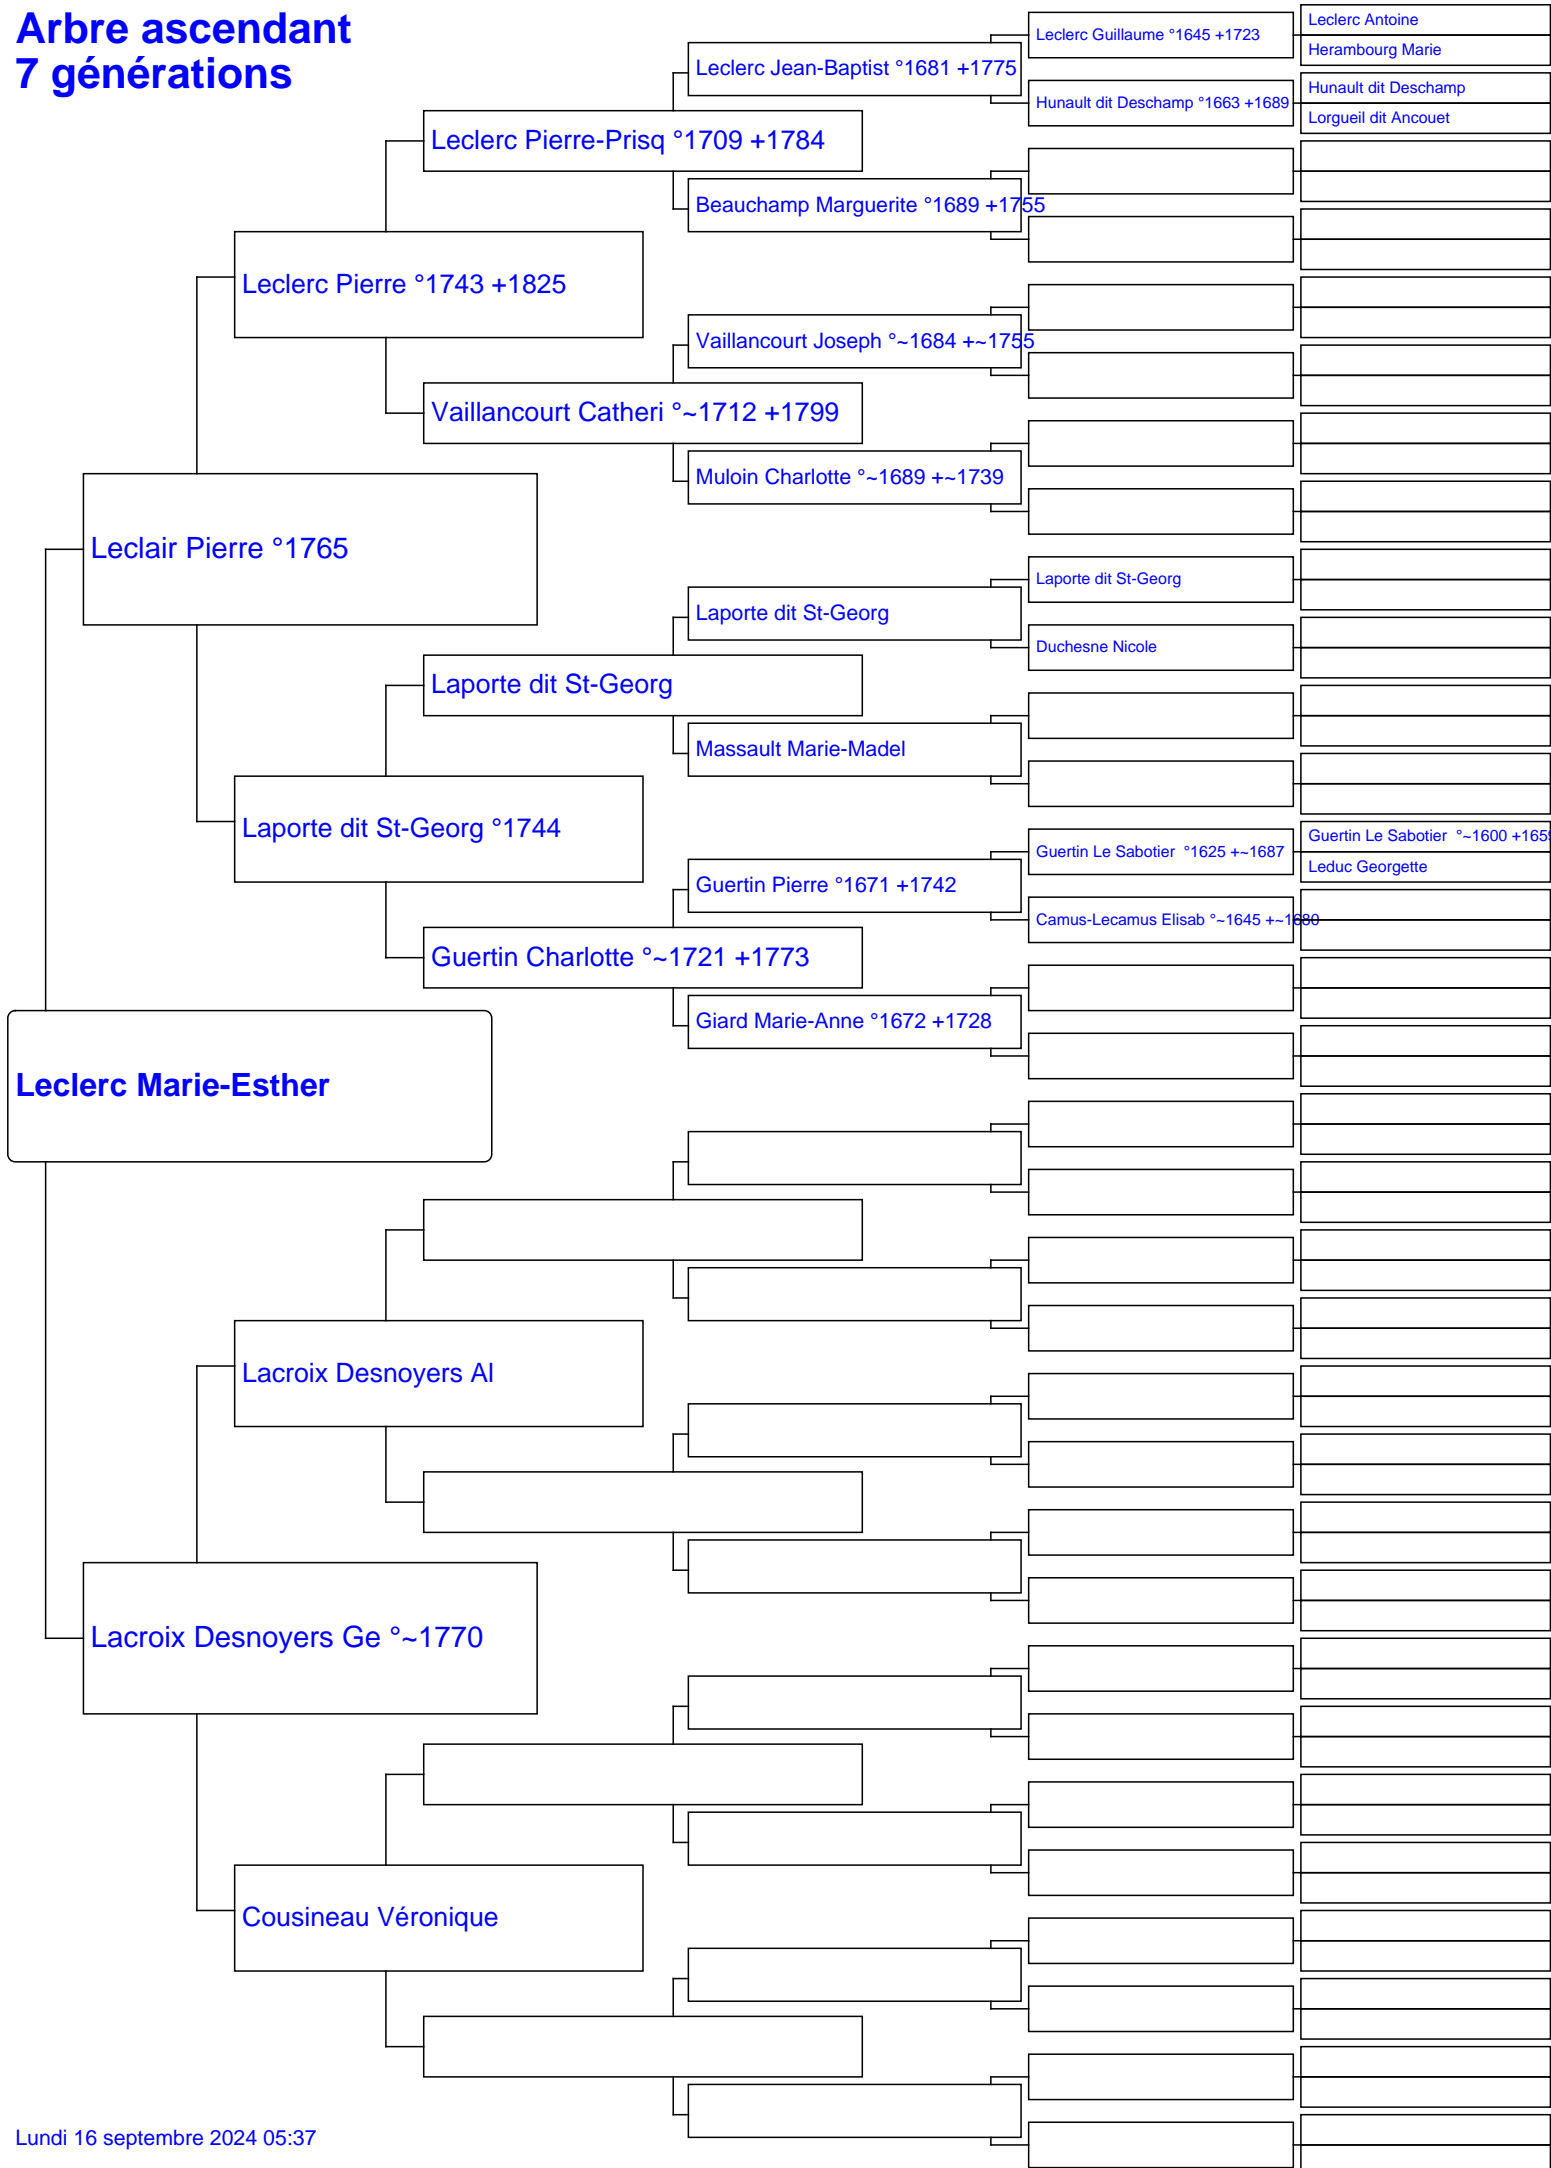 Arbre ascendant
7 générations
Leclerc Marie-Esther
Leclair Pierre °1765
Lacroix Desnoyers Ge °~1770
Leclerc Pierre °1743 +1825
Laporte dit St-Georg °1744
Lacroix Desnoyers Al
Cousineau Véronique
Leclerc Pierre-Prisq °1709 +1784
Vaillancourt Catheri °~1712 +1799
Laporte dit St-Georg
Guertin Charlotte °~1721 +1773
Leclerc Jean-Baptist °1681 +1775
Beauchamp Marguerite °1689 +1755
Vaillancourt Joseph °~1684 +~1755
Muloin Charlotte °~1689 +~1739
Laporte dit St-Georg
Massault Marie-Madel
Guertin Pierre °1671 +1742
Giard Marie-Anne °1672 +1728
Leclerc Guillaume °1645 +1723
Hunault dit Deschamp °1663 +1689
Laporte dit St-Georg
Duchesne Nicole
Guertin Le Sabotier °1625 +~1687
Camus-Lecamus Elisab °~1645 +~1680
Leclerc Antoine
Herambourg Marie
Hunault dit Deschamp
Lorgueil dit Ancouet
Guertin Le Sabotier °~1600 +165
Leduc Georgette
Lundi 16 septembre 2024 05:37